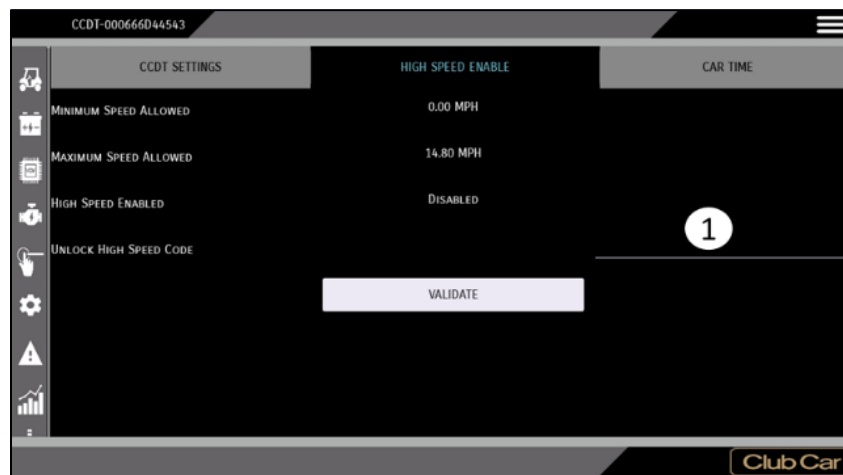 CCDT-000666D44543
CCDT SETTINGS HIGH SPEED ENABLE CAR TIME
MINIMUM SPEED ALLOWED 0.00 MPH
MAXIMUM SPEED ALLOWED 14.80 MPH
HIGH SPEED ENABLED DISABLED
1
UNLOCK HIGH SPEED CODE
VALIDATE
Club Car